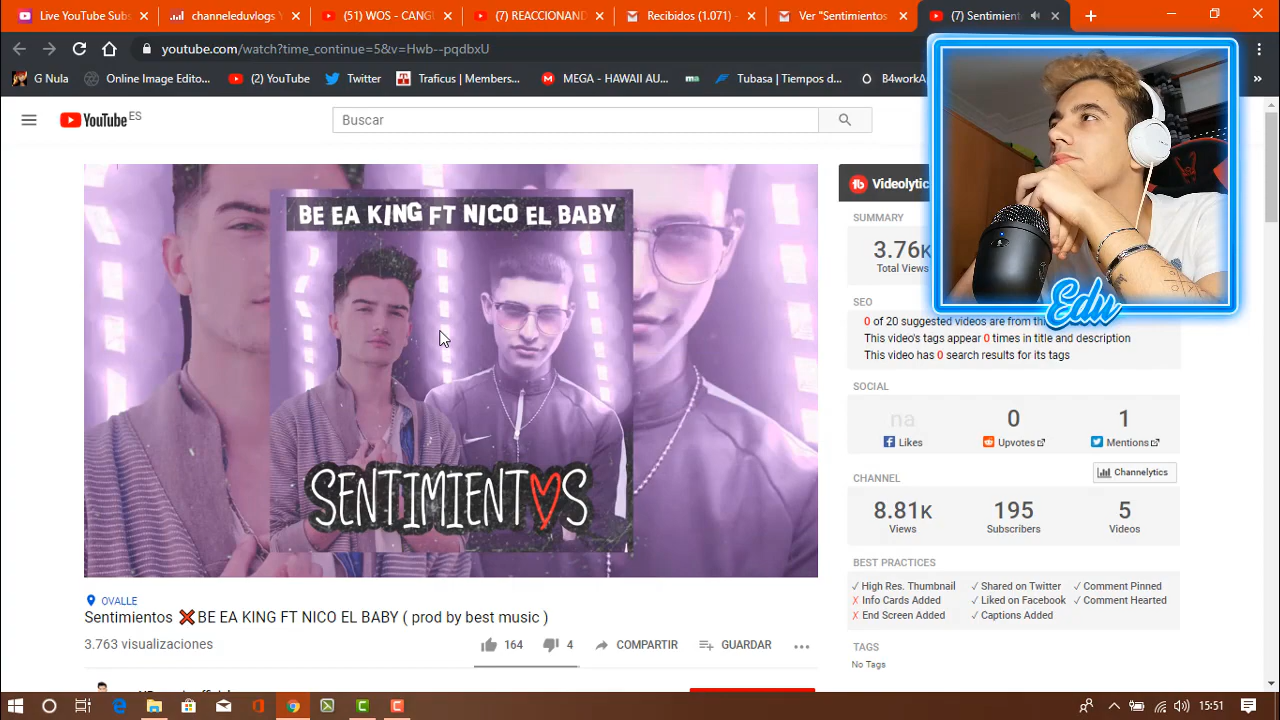 Live YouTube Subs
channeleduvlogs Y
(51) WOS - CANGU
(7) REACCIONAND
Recibidos (1.071) -
Ver "Sentimientos
(7) Sentimient
youtube.com/watch?time_continue=5&v=Hwb--pqdbxU
G Nula
Online Image Edito...
(2) YouTube
Twitter
Traficus | Members...
MEGA - HAWAII AU...
ma
Tubasa | Tiempos d...
B4workA
»
YouTube ES
Buscar
BE EA KING FT NICO EL BABY
SENTIMIENTOS
Edu
Videolytic
SUMMARY
3.76K
Total Views
SEO
0 of 20 suggested videos are from thi
This video's tags appear 0 times in title and description
This video has 0 search results for its tags
SOCIAL
na 0 1
Likes Upvotes Mentions
Channelytics
CHANNEL
8.81K 195 5
Views Subscribers Videos
BEST PRACTICES
✓ High Res. Thumbnail ✓ Shared on Twitter ✓ Comment Pinned
✗ Info Cards Added ✓ Liked on Facebook ✓ Comment Hearted
✗ End Screen Added ✓ Captions Added
TAGS
No Tags
OVALLE
Sentimientos ❌BE EA KING FT NICO EL BABY ( prod by best music )
3.763 visualizaciones
164 4 COMPARTIR GUARDAR
15:51